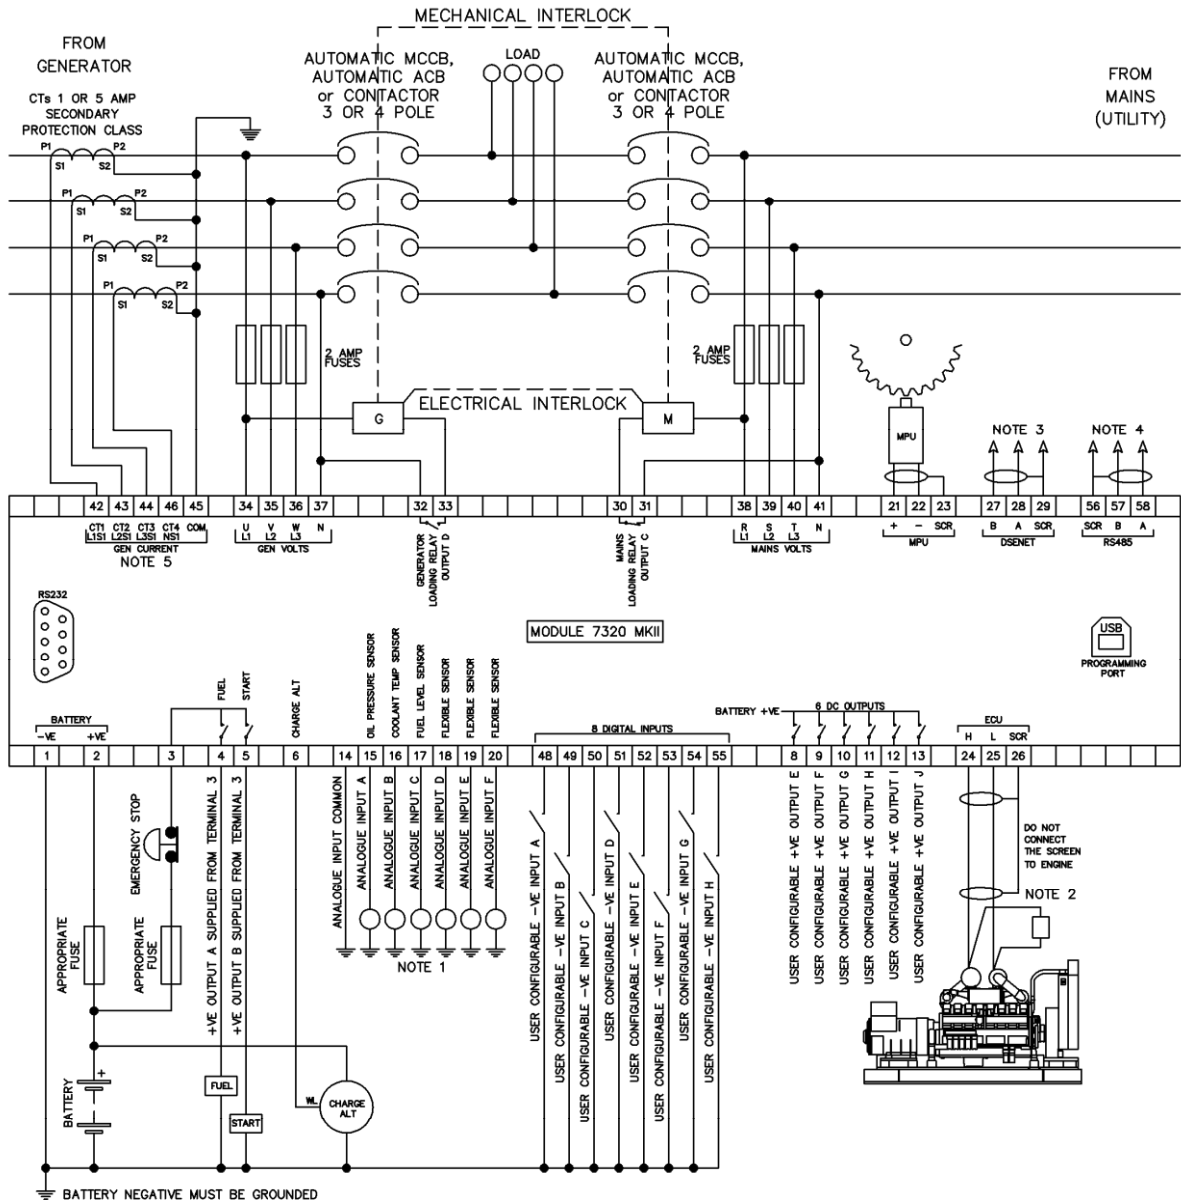 MECHANICAL INTERLOCK
FROM
GENERATOR
CTs 1 OR 5 AMP
SECONDARY
PROTECTION CLASS
AUTOMATIC MCCB,
AUTOMATIC ACB
or CONTACTOR
3 OR 4 POLE
LOAD
AUTOMATIC MCCB,
AUTOMATIC ACB
or CONTACTOR
3 OR 4 POLE
FROM
MAINS
(UTILITY)
P1 P2
S1 S2
P1 P2
S1 S2
P1 P2
S1 S2
P1 P2
S1 S2
2 AMP
FUSES
2 AMP
FUSES
ELECTRICAL INTERLOCK
G
M
MPU
NOTE 3
NOTE 4
42 43 44 46 45 34 35 36 37 32 33 30 31 38 39 40 41 21 22 23 27 28 29 56 57 58
CT1 CT2 CT3 CT4 COM
L1S1 L2S1 L3S1 NS1
GEN CURRENT
NOTE 5
U V W N
L1 L2 L3
GEN VOLTS
GENERATOR
LOADING RELAY
OUTPUT D
MAINS
LOADING RELAY
OUTPUT C
R S T N
L1 L2 L3
MAINS VOLTS
+ − SCR
MPU
B A SCR
DSENET
SCR B A
RS485
RS232
MODULE 7320 MKII
USB
PROGRAMMING
PORT
BATTERY
−VE +VE
FUEL
START
CHARGE ALT
OIL PRESSURE SENSOR
COOLANT TEMP SENSOR
FUEL LEVEL SENSOR
FLEXIBLE SENSOR
FLEXIBLE SENSOR
FLEXIBLE SENSOR
8 DIGITAL INPUTS
BATTERY +VE
6 DC OUTPUTS
ECU
H L SCR
1 2 3 4 5 6 14 15 16 17 18 19 20 48 49 50 51 52 53 54 55 8 9 10 11 12 13 24 25 26
EMERGENCY STOP
+VE OUTPUT A SUPPLIED FROM TERMINAL 3
+VE OUTPUT B SUPPLIED FROM TERMINAL 3
ANALOGUE INPUT COMMON
ANALOGUE INPUT A
ANALOGUE INPUT B
ANALOGUE INPUT C
ANALOGUE INPUT D
ANALOGUE INPUT E
ANALOGUE INPUT F
NOTE 1
USER CONFIGURABLE −VE INPUT A
USER CONFIGURABLE −VE INPUT B
USER CONFIGURABLE −VE INPUT C
USER CONFIGURABLE −VE INPUT D
USER CONFIGURABLE −VE INPUT E
USER CONFIGURABLE −VE INPUT F
USER CONFIGURABLE −VE INPUT G
USER CONFIGURABLE −VE INPUT H
USER CONFIGURABLE +VE OUTPUT E
USER CONFIGURABLE +VE OUTPUT F
USER CONFIGURABLE +VE OUTPUT G
USER CONFIGURABLE +VE OUTPUT H
USER CONFIGURABLE +VE OUTPUT I
USER CONFIGURABLE +VE OUTPUT J
DO NOT
CONNECT
THE SCREEN
TO ENGINE
NOTE 2
APPROPRIATE
FUSE
APPROPRIATE
FUSE
BATTERY
+
FUEL
START
WL
CHARGE
ALT
BATTERY NEGATIVE MUST BE GROUNDED